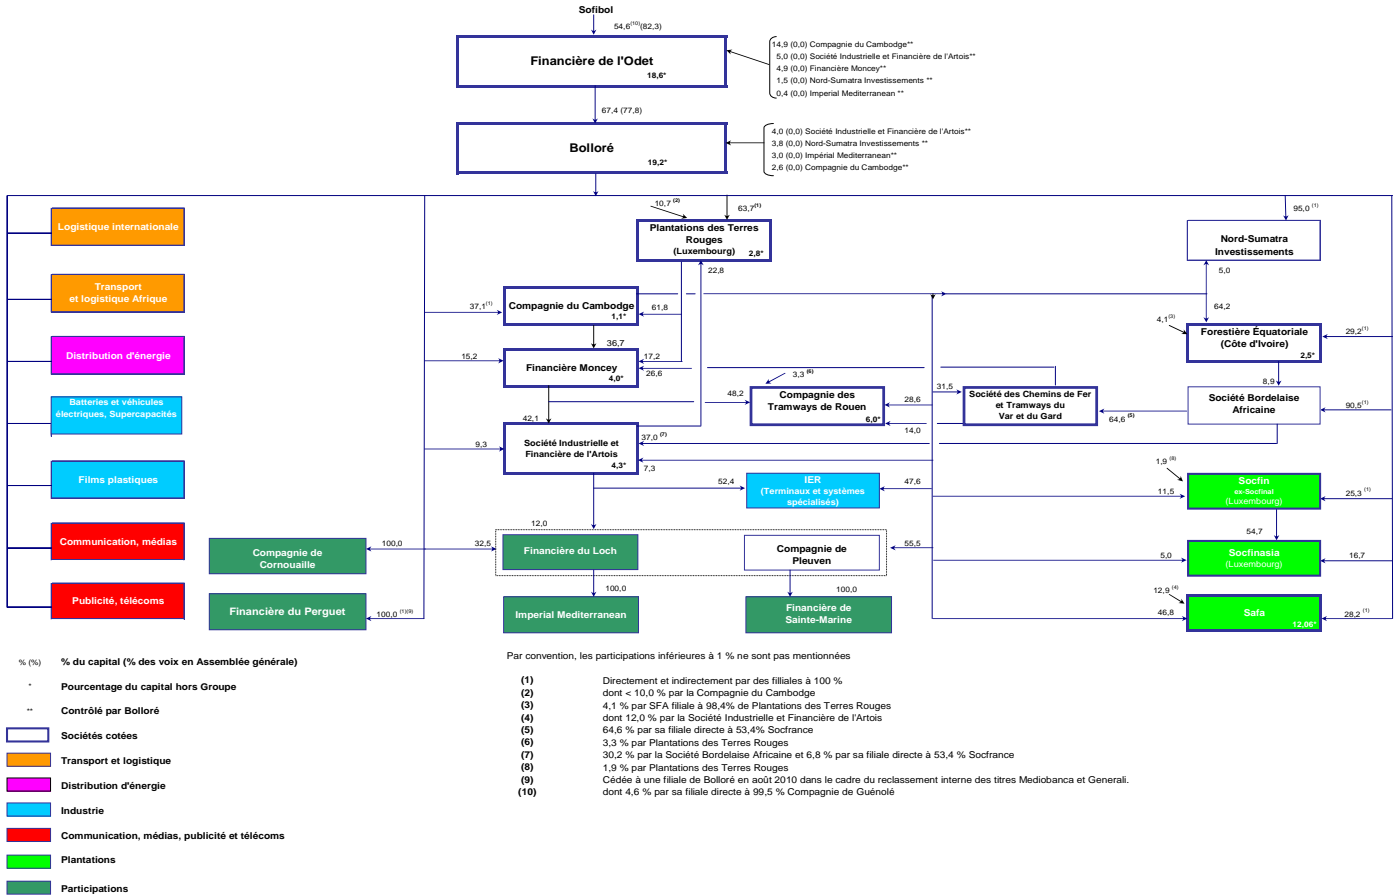 Sofibol
54,6(10)(82,3)
Financière de l'Odet
18,6*
14,9 (0,0) Compagnie du Cambodge**
5,0 (0,0) Société Industrielle et Financière de l'Artois**
4,9 (0,0) Financière Moncey**
1,5 (0,0) Nord-Sumatra Investissements **
0,4 (0,0) Imperial Mediterranean **
67,4 (77,8)
Bolloré
19,2*
4,0 (0,0) Société Industrielle et Financière de l'Artois**
3,8 (0,0) Nord-Sumatra Investissements **
3,0 (0,0) Impérial Mediterranean**
2,6 (0,0) Compagnie du Cambodge**
10,7 (2)
63,7(1)
95,0 (1)
Logistique internationale
Plantations des Terres
Rouges
(Luxembourg)
2,8*
Nord-Sumatra
Investissements
22,8
5,0
Transport
et logistique Afrique
37,1(1)
Compagnie du Cambodge
1,1*
61,8
64,2
4,1(3)
Forestière Équatoriale
(Côte d'Ivoire)
2,5*
29,2(1)
Distribution d'énergie
36,7
15,2
Financière Moncey
4,0*
17,2
26,6
3,3 (6)
8,9
Batteries et véhicules
électriques, Supercapacités
48,2
Compagnie des
Tramways de Rouen
6,0*
28,6
14,0
31,5
Société des Chemins de Fer
et Tramways du
Var et du Gard
64,6 (5)
Société Bordelaise
Africaine
90,5(1)
42,1
9,3
Société Industrielle et
Financière de l'Artois
4,3*
37,0 (7)
7,3
Films plastiques
52,4
IER
(Terminaux et systèmes
spécialisés)
47,6
1,9 (8)
11,5
Socfin
ex-Socfinal
(Luxembourg)
25,3 (1)
54,7
12,0
Communication, médias
Compagnie de
Cornouaille
100,0
32,5
Financière du Loch
Compagnie de
Pleuven
55,5
5,0
Socfinasia
(Luxembourg)
16,7
100,0
100,0
12,9 (4)
Publicité, télécoms
Financière du Perguet
100,0 (1)(9)
Imperial Mediterranean
Financière de
Sainte-Marine
46,8
Safa
12,06*
28,2 (1)
% (%) % du capital (% des voix en Assemblée générale)
* Pourcentage du capital hors Groupe
** Contrôlé par Bolloré
Sociétés cotées
Transport et logistique
Distribution d'énergie
Industrie
Communication, médias, publicité et télécoms
Plantations
Participations
Par convention, les participations inférieures à 1 % ne sont pas mentionnées
(1) Directement et indirectement par des filliales à 100 %
(2) dont < 10,0 % par la Compagnie du Cambodge
(3) 4,1 % par SFA filiale à 98,4% de Plantations des Terres Rouges
(4) dont 12,0 % par la Société Industrielle et Financière de l'Artois
(5) 64,6 % par sa filiale directe à 53,4% Socfrance
(6) 3,3 % par Plantations des Terres Rouges
(7) 30,2 % par la Société Bordelaise Africaine et 6,8 % par sa filiale directe à 53,4 % Socfrance
(8) 1,9 % par Plantations des Terres Rouges
(9) Cédée à une filiale de Bolloré en août 2010 dans le cadre du reclassement interne des titres Mediobanca et Generali.
(10) dont 4,6 % par sa filiale directe à 99,5 % Compagnie de Guénolé